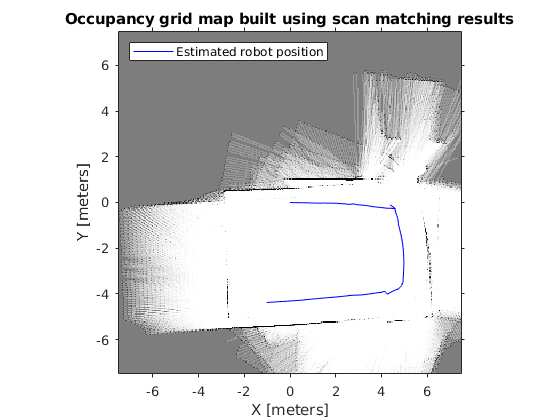 Occupancy grid map built using scan matching results
Estimated robot position
6
4
2
0
-2
-4
-6
Y [meters]
-6 -4 -2 0 2 4 6
X [meters]